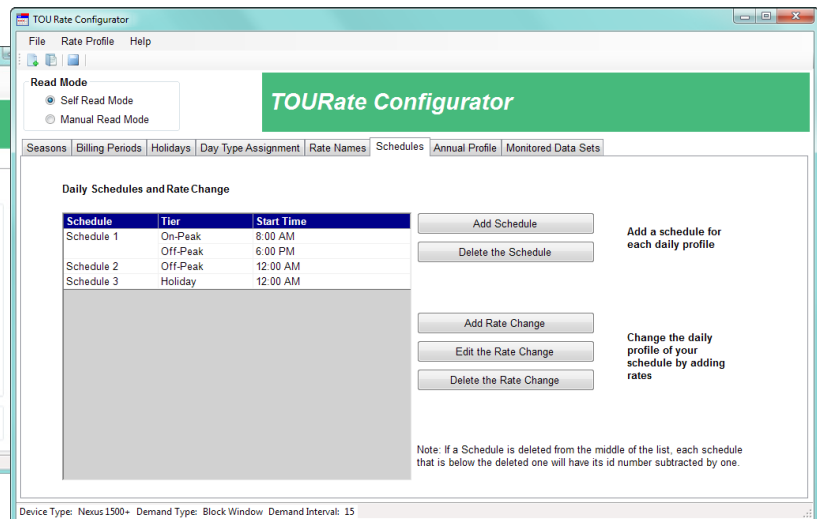 TOU Rate Configurator
File Rate Profile Help
Read Mode
Self Read Mode
Manual Read Mode
TOURate Configurator
Seasons Billing Periods Holidays Day Type Assignment Rate Names Schedules Annual Profile Monitored Data Sets
Daily Schedules and Rate Change
Schedule Tier Start Time
Schedule 1 On-Peak 8:00 AM
Off-Peak 6:00 PM
Schedule 2 Off-Peak 12:00 AM
Schedule 3 Holiday 12:00 AM
Add Schedule
Delete the Schedule
Add a schedule for
each daily profile
Add Rate Change
Edit the Rate Change
Delete the Rate Change
Change the daily
profile of your
schedule by adding
rates
Note: If a Schedule is deleted from the middle of the list, each schedule
that is below the deleted one will have its id number subtracted by one.
Device Type: Nexus 1500+ Demand Type: Block Window Demand Interval: 15